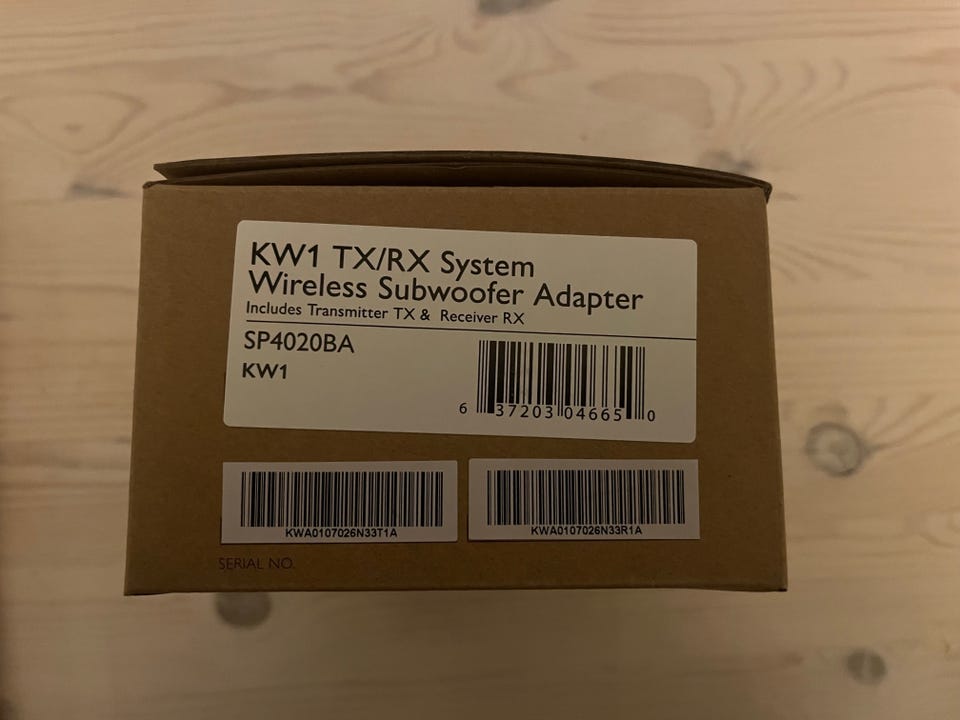 KW1 TX/RX System
Wireless Subwoofer Adapter
Includes Transmitter TX & Receiver RX
SP4020BA
KW1
6 37203 04665 0
KWA0107026N33T1A
KWA0107026N33R1A
SERIAL NO.